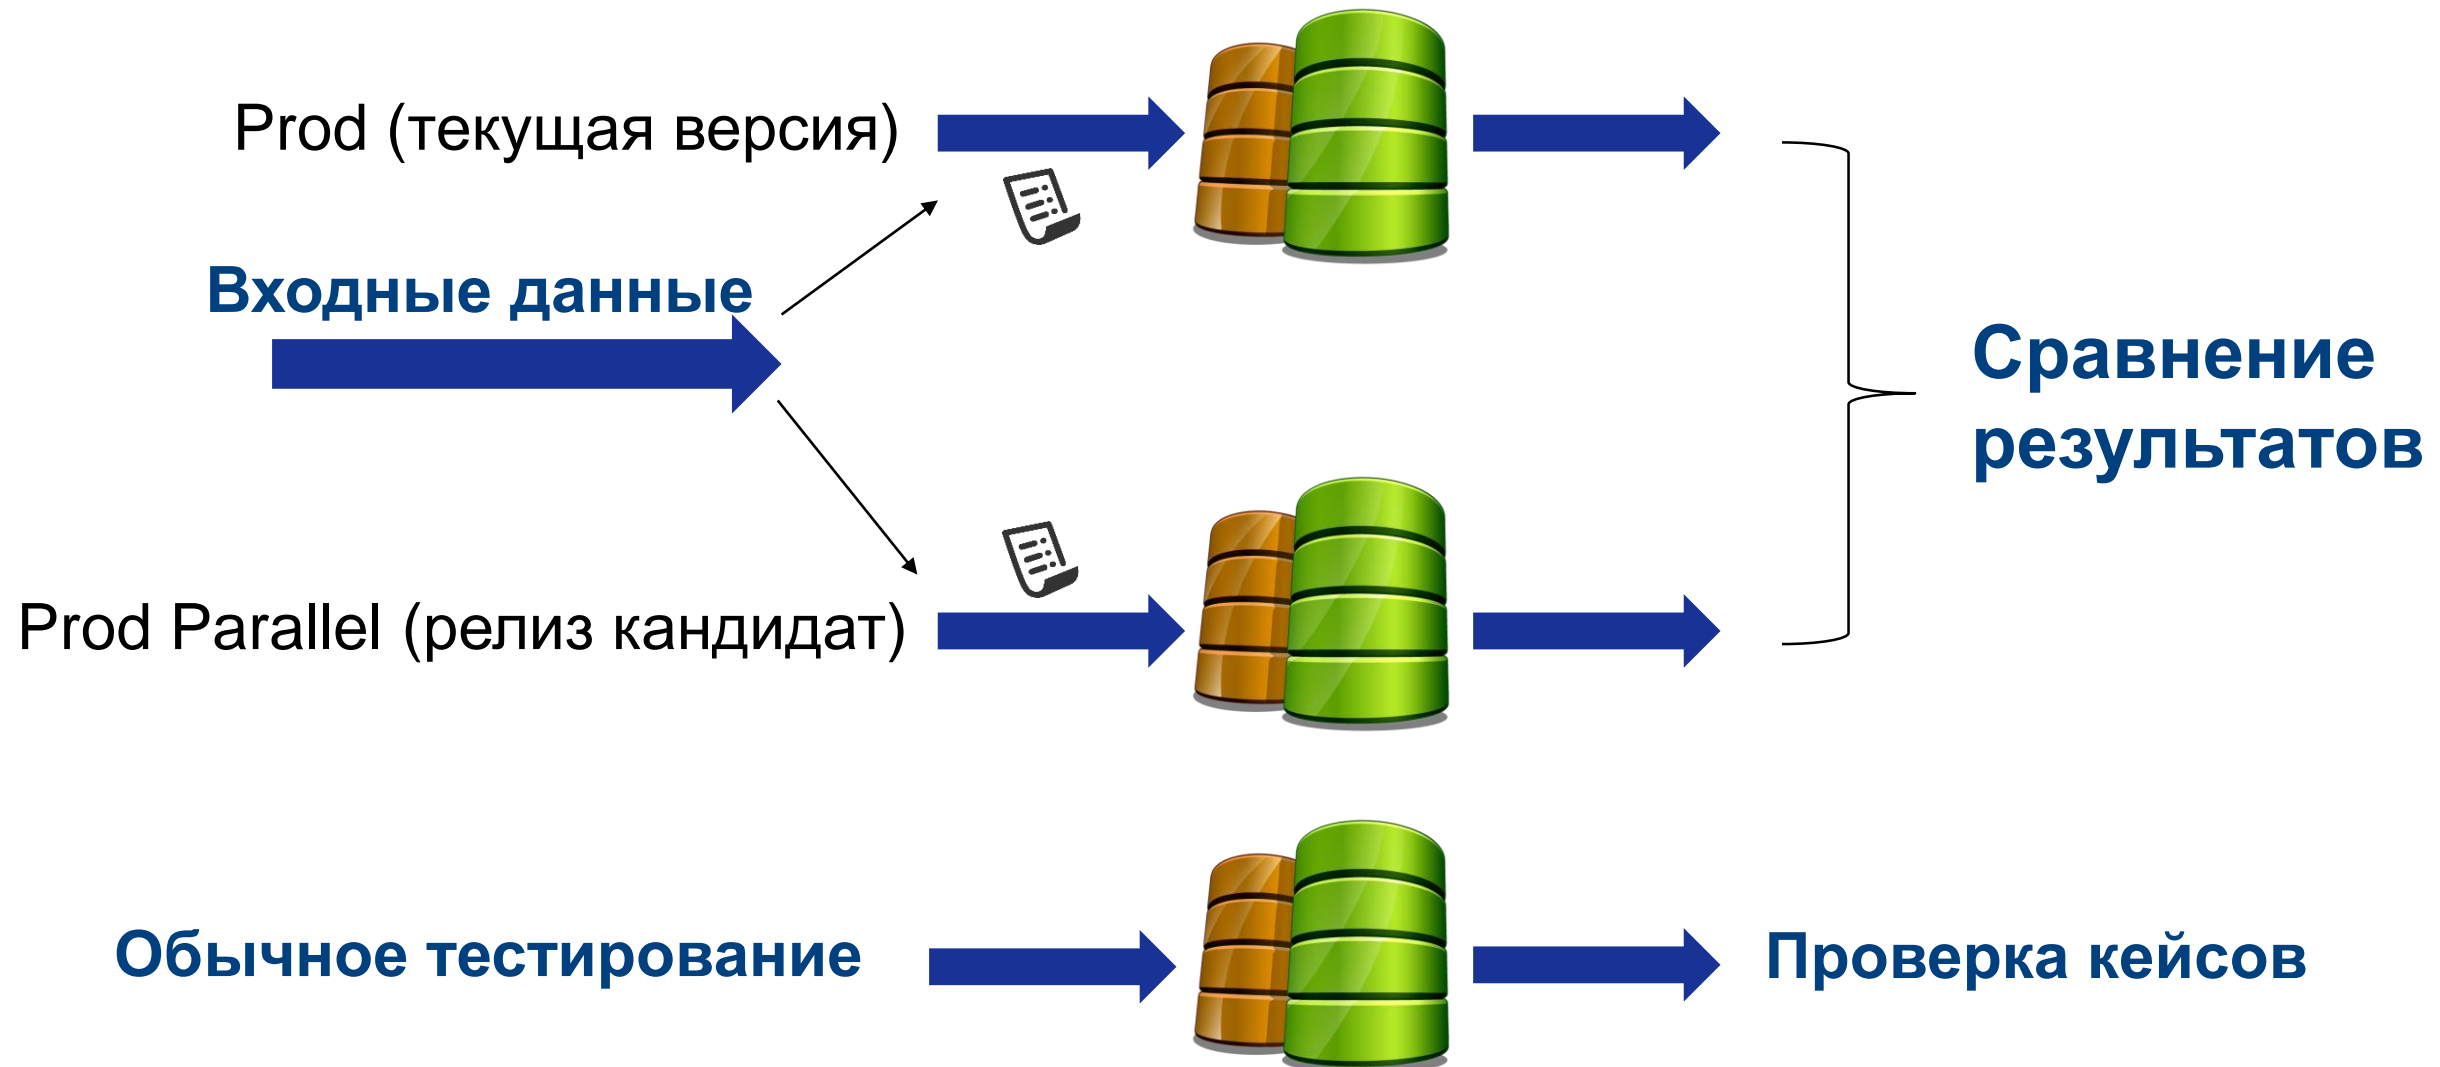 Prod (текущая версия)
Входные данные
Сравнение
результатов
Prod Parallel (релиз кандидат)
Обычное тестирование
Проверка кейсов